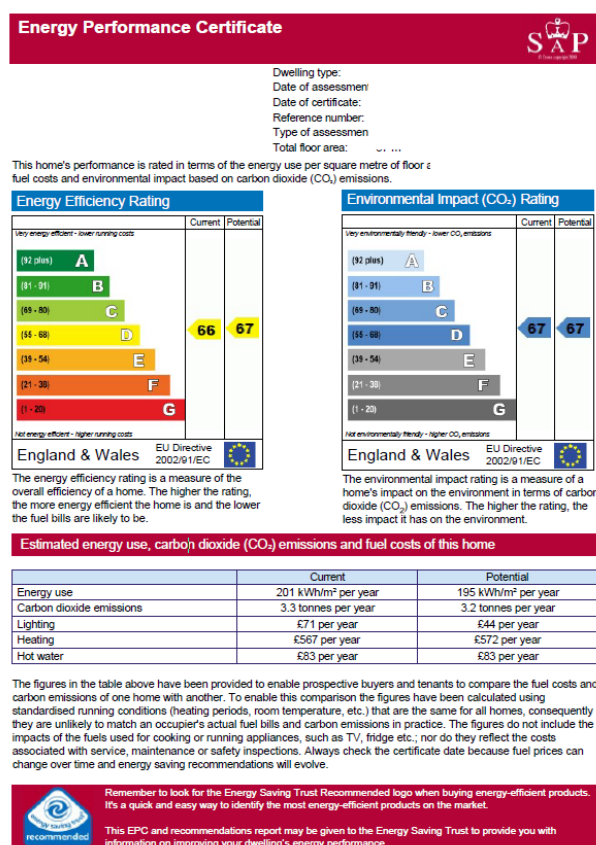 Energy Performance Certificate
SAP
Dwelling type:
Date of assessmen
Date of certificate:
Reference number:
Type of assessmen
Total floor area:
This home's performance is rated in terms of the energy use per square metre of floor a
fuel costs and environmental impact based on carbon dioxide (CO₂) emissions.
Energy Efficiency Rating
Current Potential
Very energy efficient - lower running costs
(92 plus) A
(81 - 91) B
(69 - 80) C
(55 - 68) D
66 67
(39 - 54) E
(21 - 38) F
(1 - 20) G
Not energy efficient - higher running costs
England & Wales
EU Directive
2002/91/EC
The energy efficiency rating is a measure of the
overall efficiency of a home. The higher the rating,
the more energy efficient the home is and the lower
the fuel bills are likely to be.
Environmental Impact (CO₂) Rating
Current Potential
Very environmentally friendly - lower CO₂ emissions
(92 plus) A
(81 - 91) B
(69 - 80) C
(55 - 68) D
67 67
(39 - 54) E
(21 - 38) F
(1 - 20) G
Not environmentally friendly - higher CO₂ emissions
England & Wales
EU Directive
2002/91/EC
The environmental impact rating is a measure of a
home's impact on the environment in terms of carbon
dioxide (CO₂) emissions. The higher the rating, the
less impact it has on the environment.
Estimated energy use, carbon dioxide (CO₂) emissions and fuel costs of this home
Current Potential
Energy use 201 kWh/m² per year 195 kWh/m² per year
Carbon dioxide emissions 3.3 tonnes per year 3.2 tonnes per year
Lighting £71 per year £44 per year
Heating £567 per year £572 per year
Hot water £83 per year £83 per year
The figures in the table above have been provided to enable prospective buyers and tenants to compare the fuel costs and
carbon emissions of one home with another. To enable this comparison the figures have been calculated using
standardised running conditions (heating periods, room temperature, etc.) that are the same for all homes, consequently
they are unlikely to match an occupier's actual fuel bills and carbon emissions in practice. The figures do not include the
impacts of the fuels used for cooking or running appliances, such as TV, fridge etc.; nor do they reflect the costs
associated with service, maintenance or safety inspections. Always check the certificate date because fuel prices can
change over time and energy saving recommendations will evolve.
energy saving trust
recommended
Remember to look for the Energy Saving Trust Recommended logo when buying energy-efficient products.
It's a quick and easy way to identify the most energy-efficient products on the market.
This EPC and recommendations report may be given to the Energy Saving Trust to provide you with
information on improving your dwelling's energy performance